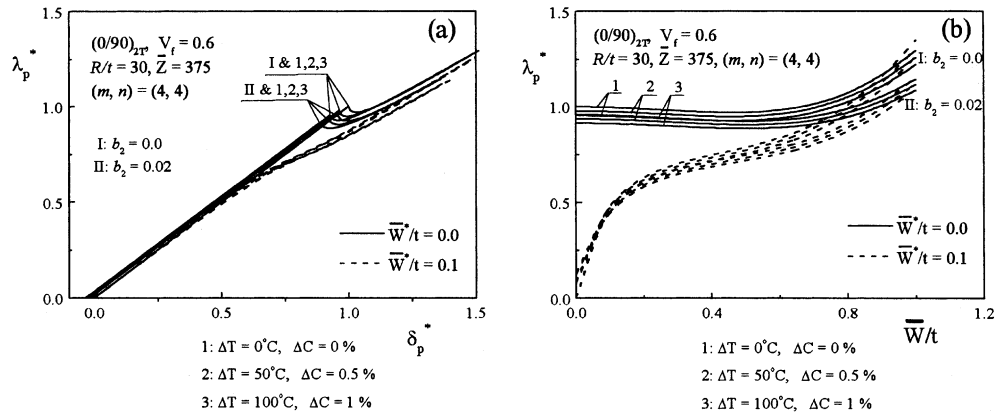 (a)
λp*
1.5
1.0
0.5
0.0
(0/90)2T, Vf = 0.6
R/t = 30, Z̄ = 375
(m, n) = (4, 4)
I & 1,2,3
II & 1,2,3
I: b2 = 0.0
II: b2 = 0.02
W̄*/t = 0.0
W̄*/t = 0.1
0.0 0.5 1.0 1.5
δp*
1: ΔT = 0°C, ΔC = 0 %
2: ΔT = 50°C, ΔC = 0.5 %
3: ΔT = 100°C, ΔC = 1 %
(b)
λp*
1.5
1.0
0.5
0.0
(0/90)2T, Vf = 0.6
R/t = 30, Z̄ = 375, (m, n) = (4, 4)
I: b2 = 0.0
1 2 3
II: b2 = 0.02
W̄*/t = 0.0
W̄*/t = 0.1
0.0 0.4 0.8 1.2
W̄/t
1: ΔT = 0°C, ΔC = 0 %
2: ΔT = 50°C, ΔC = 0.5 %
3: ΔT = 100°C, ΔC = 1 %